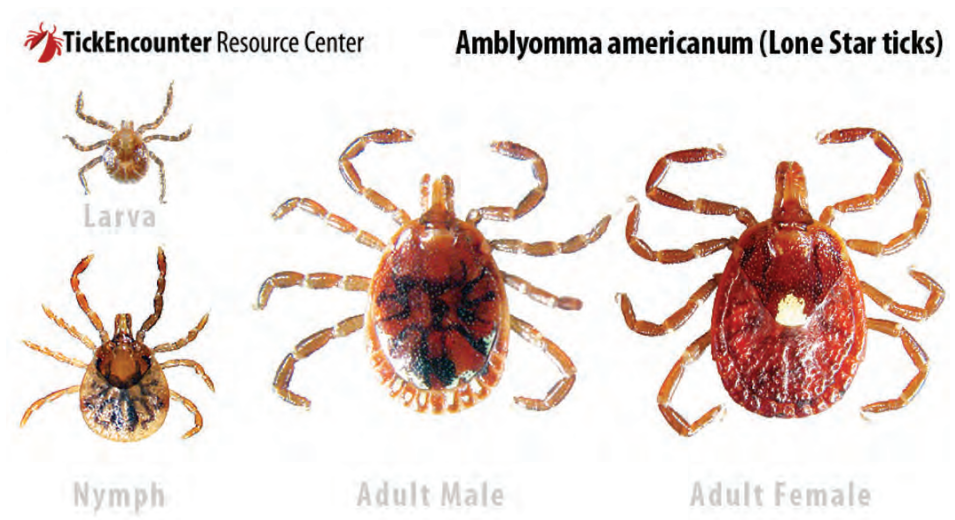 TickEncounter Resource Center
Amblyomma americanum (Lone Star ticks)
Larva
Nymph
Adult Male
Adult Female